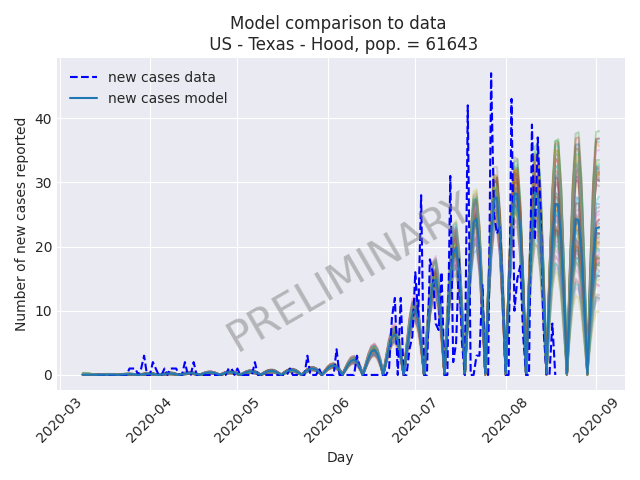 Model comparison to data
US - Texas - Hood, pop. = 61643
new cases data
new cases model
Number of new cases reported
40
30
20
10
0
PRELIMINARY
2020-03
2020-04
2020-05
2020-06
2020-07
2020-08
2020-09
Day